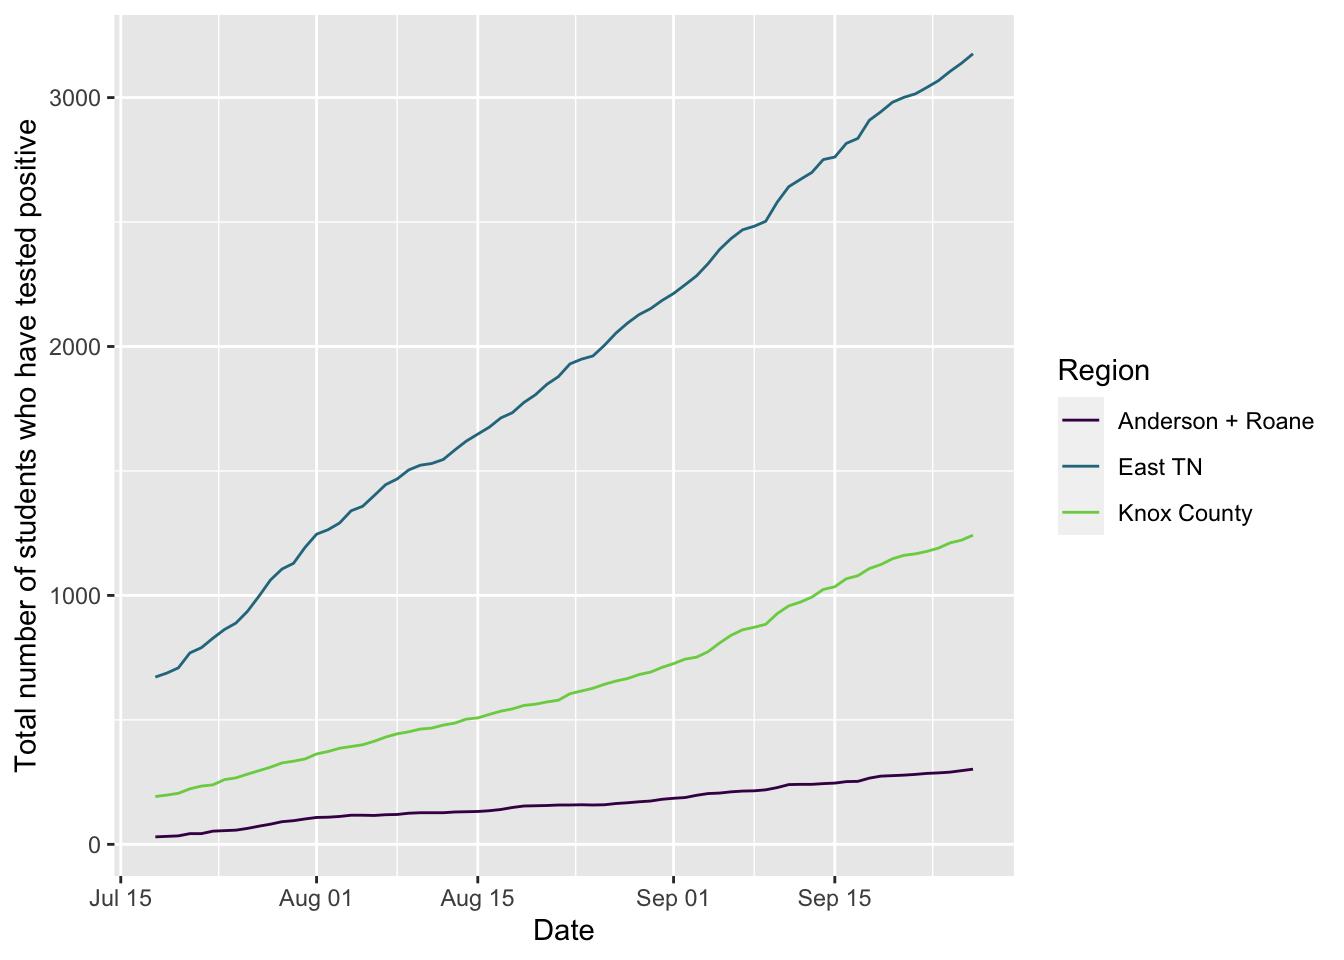 Total number of students who have tested positive
3000
2000
1000
0
Jul 15
Aug 01
Aug 15
Sep 01
Sep 15
Date
Region
Anderson + Roane
East TN
Knox County